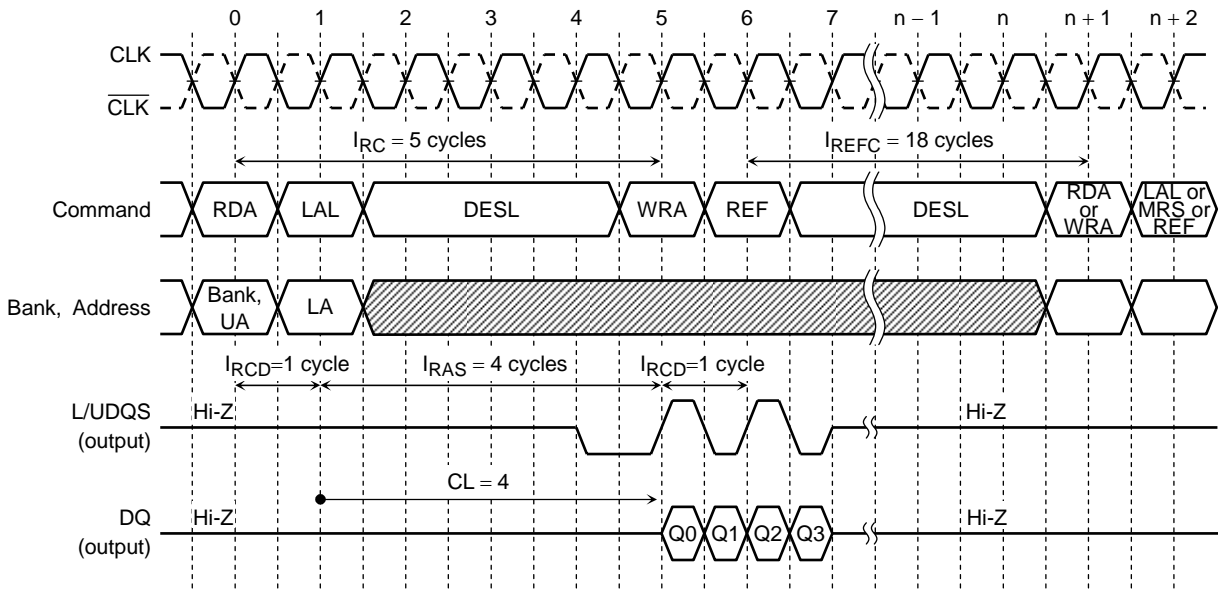 0 1 2 3 4 5 6 7 n − 1 n n + 1 n + 2
CLK
CLK
IRC = 5 cycles IREFC = 18 cycles
Command RDA LAL DESL WRA REF DESL RDA or WRA LAL or MRS or REF
Bank, Address Bank, UA LA
IRCD=1 cycle IRAS = 4 cycles IRCD=1 cycle
L/UDQS Hi-Z Hi-Z
(output)
CL = 4
DQ Hi-Z Q0 Q1 Q2 Q3 Hi-Z
(output)